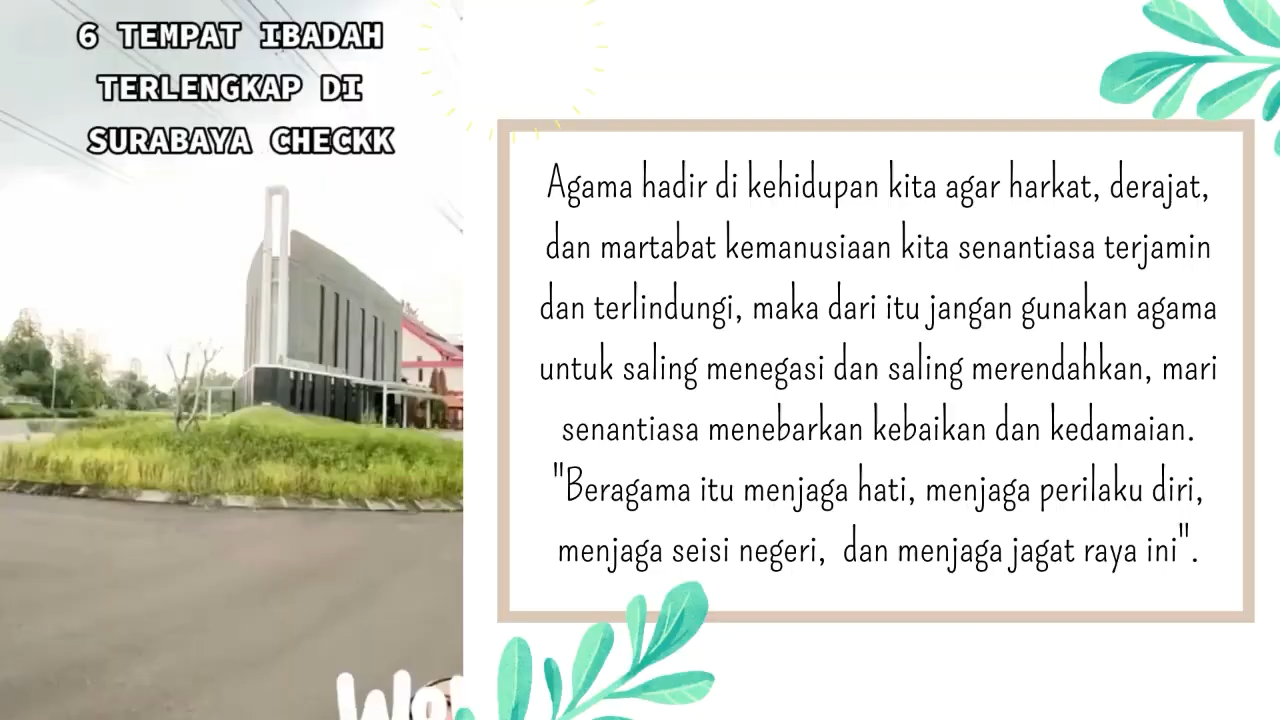 6 TEMPAT IBADAH
TERLENGKAP DI
SURABAYA CHECKK
Agama hadir di kehidupan kita agar harkat, derajat,
dan martabat kemanusiaan kita senantiasa terjamin
dan terlindungi, maka dari itu jangan gunakan agama
untuk saling menegasi dan saling merendahkan, mari
senantiasa menebarkan kebaikan dan kedamaian.
"Beragama itu menjaga hati, menjaga perilaku diri,
menjaga seisi negeri,  dan menjaga jagat raya ini".